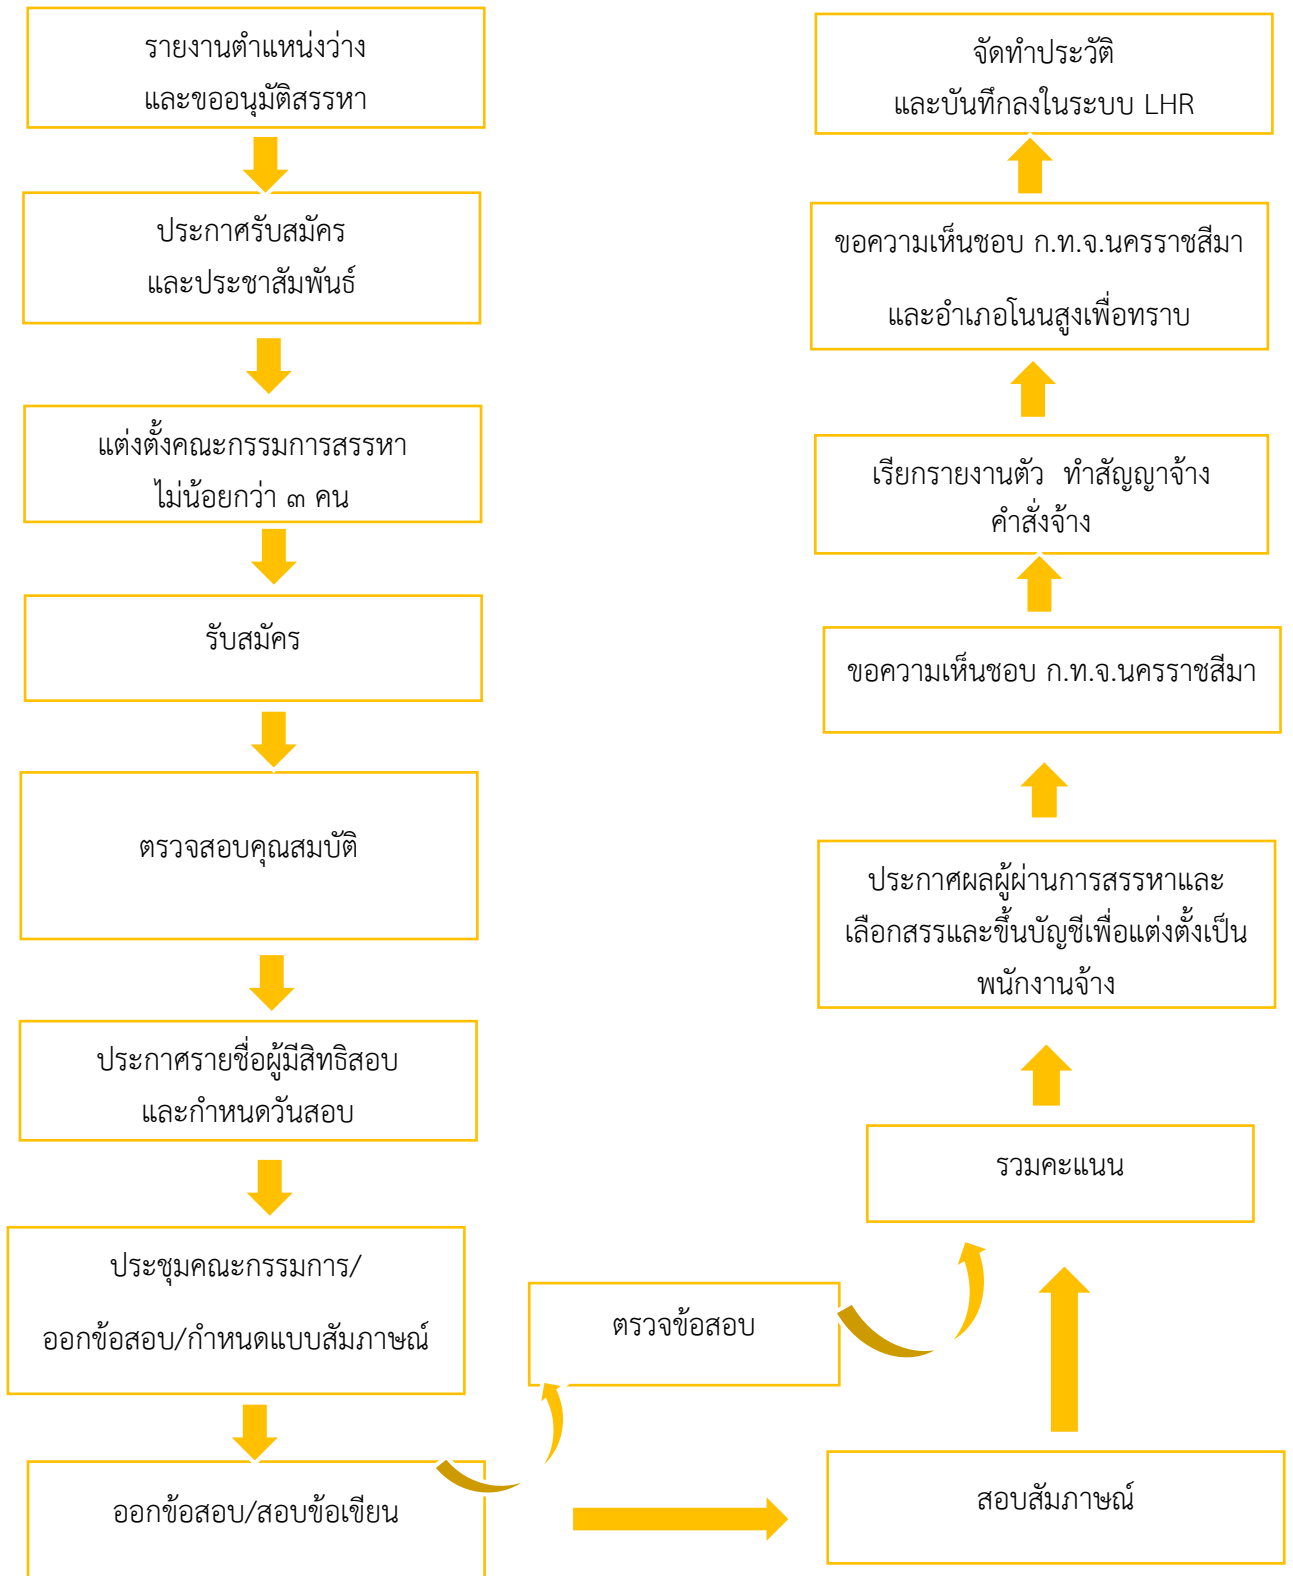 รายงานตำแหน่งว่าง
และขออนุมัติสรรหา
ประกาศรับสมัคร
และประชาสัมพันธ์
แต่งตั้งคณะกรรมการสรรหา
ไม่น้อยกว่า ๓ คน
รับสมัคร
ตรวจสอบคุณสมบัติ
ประกาศรายชื่อผู้มีสิทธิสอบ
และกำหนดวันสอบ
ประชุมคณะกรรมการ/
ออกข้อสอบ/กำหนดแบบสัมภาษณ์
ออกข้อสอบ/สอบข้อเขียน
ตรวจข้อสอบ
สอบสัมภาษณ์
รวมคะแนน
ประกาศผลผู้ผ่านการสรรหาและ
เลือกสรรและขึ้นบัญชีเพื่อแต่งตั้งเป็น
พนักงานจ้าง
ขอความเห็นชอบ ก.ท.จ.นครราชสีมา
เรียกรายงานตัว ทำสัญญาจ้าง
คำสั่งจ้าง
ขอความเห็นชอบ ก.ท.จ.นครราชสีมา
และอำเภอโนนสูงเพื่อทราบ
จัดทำประวัติ
และบันทึกลงในระบบ LHR